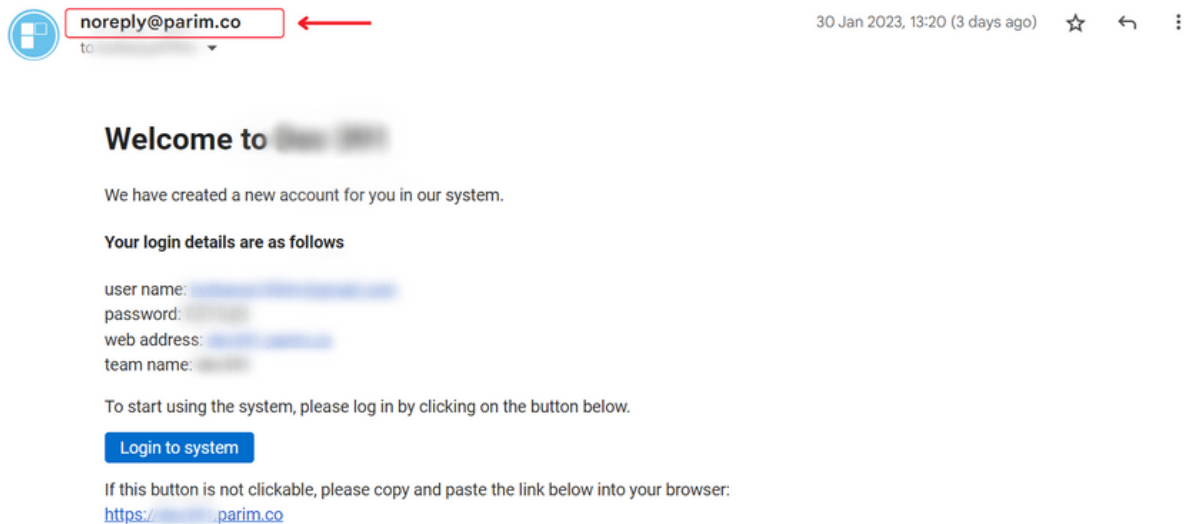 noreply@parim.co
30 Jan 2023, 13:20 (3 days ago)
to
Welcome to
We have created a new account for you in our system.
Your login details are as follows
user name:
password:
web address:
team name:
To start using the system, please log in by clicking on the button below.
Login to system
If this button is not clickable, please copy and paste the link below into your browser:
https:/ .parim.co